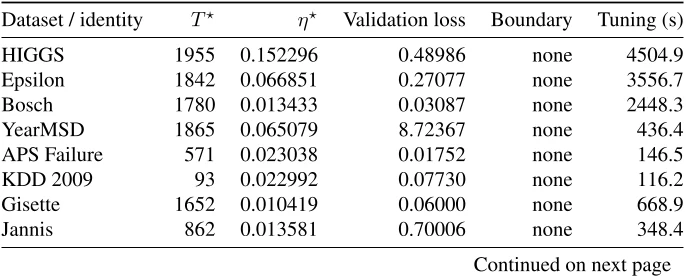 Dataset / identity T⋆ η⋆ Validation loss Boundary Tuning (s)
HIGGS 1955 0.152296 0.48986 none 4504.9
Epsilon 1842 0.066851 0.27077 none 3556.7
Bosch 1780 0.013433 0.03087 none 2448.3
YearMSD 1865 0.065079 8.72367 none 436.4
APS Failure 571 0.023038 0.01752 none 146.5
KDD 2009 93 0.022992 0.07730 none 116.2
Gisette 1652 0.010419 0.06000 none 668.9
Jannis 862 0.013581 0.70006 none 348.4
Continued on next page